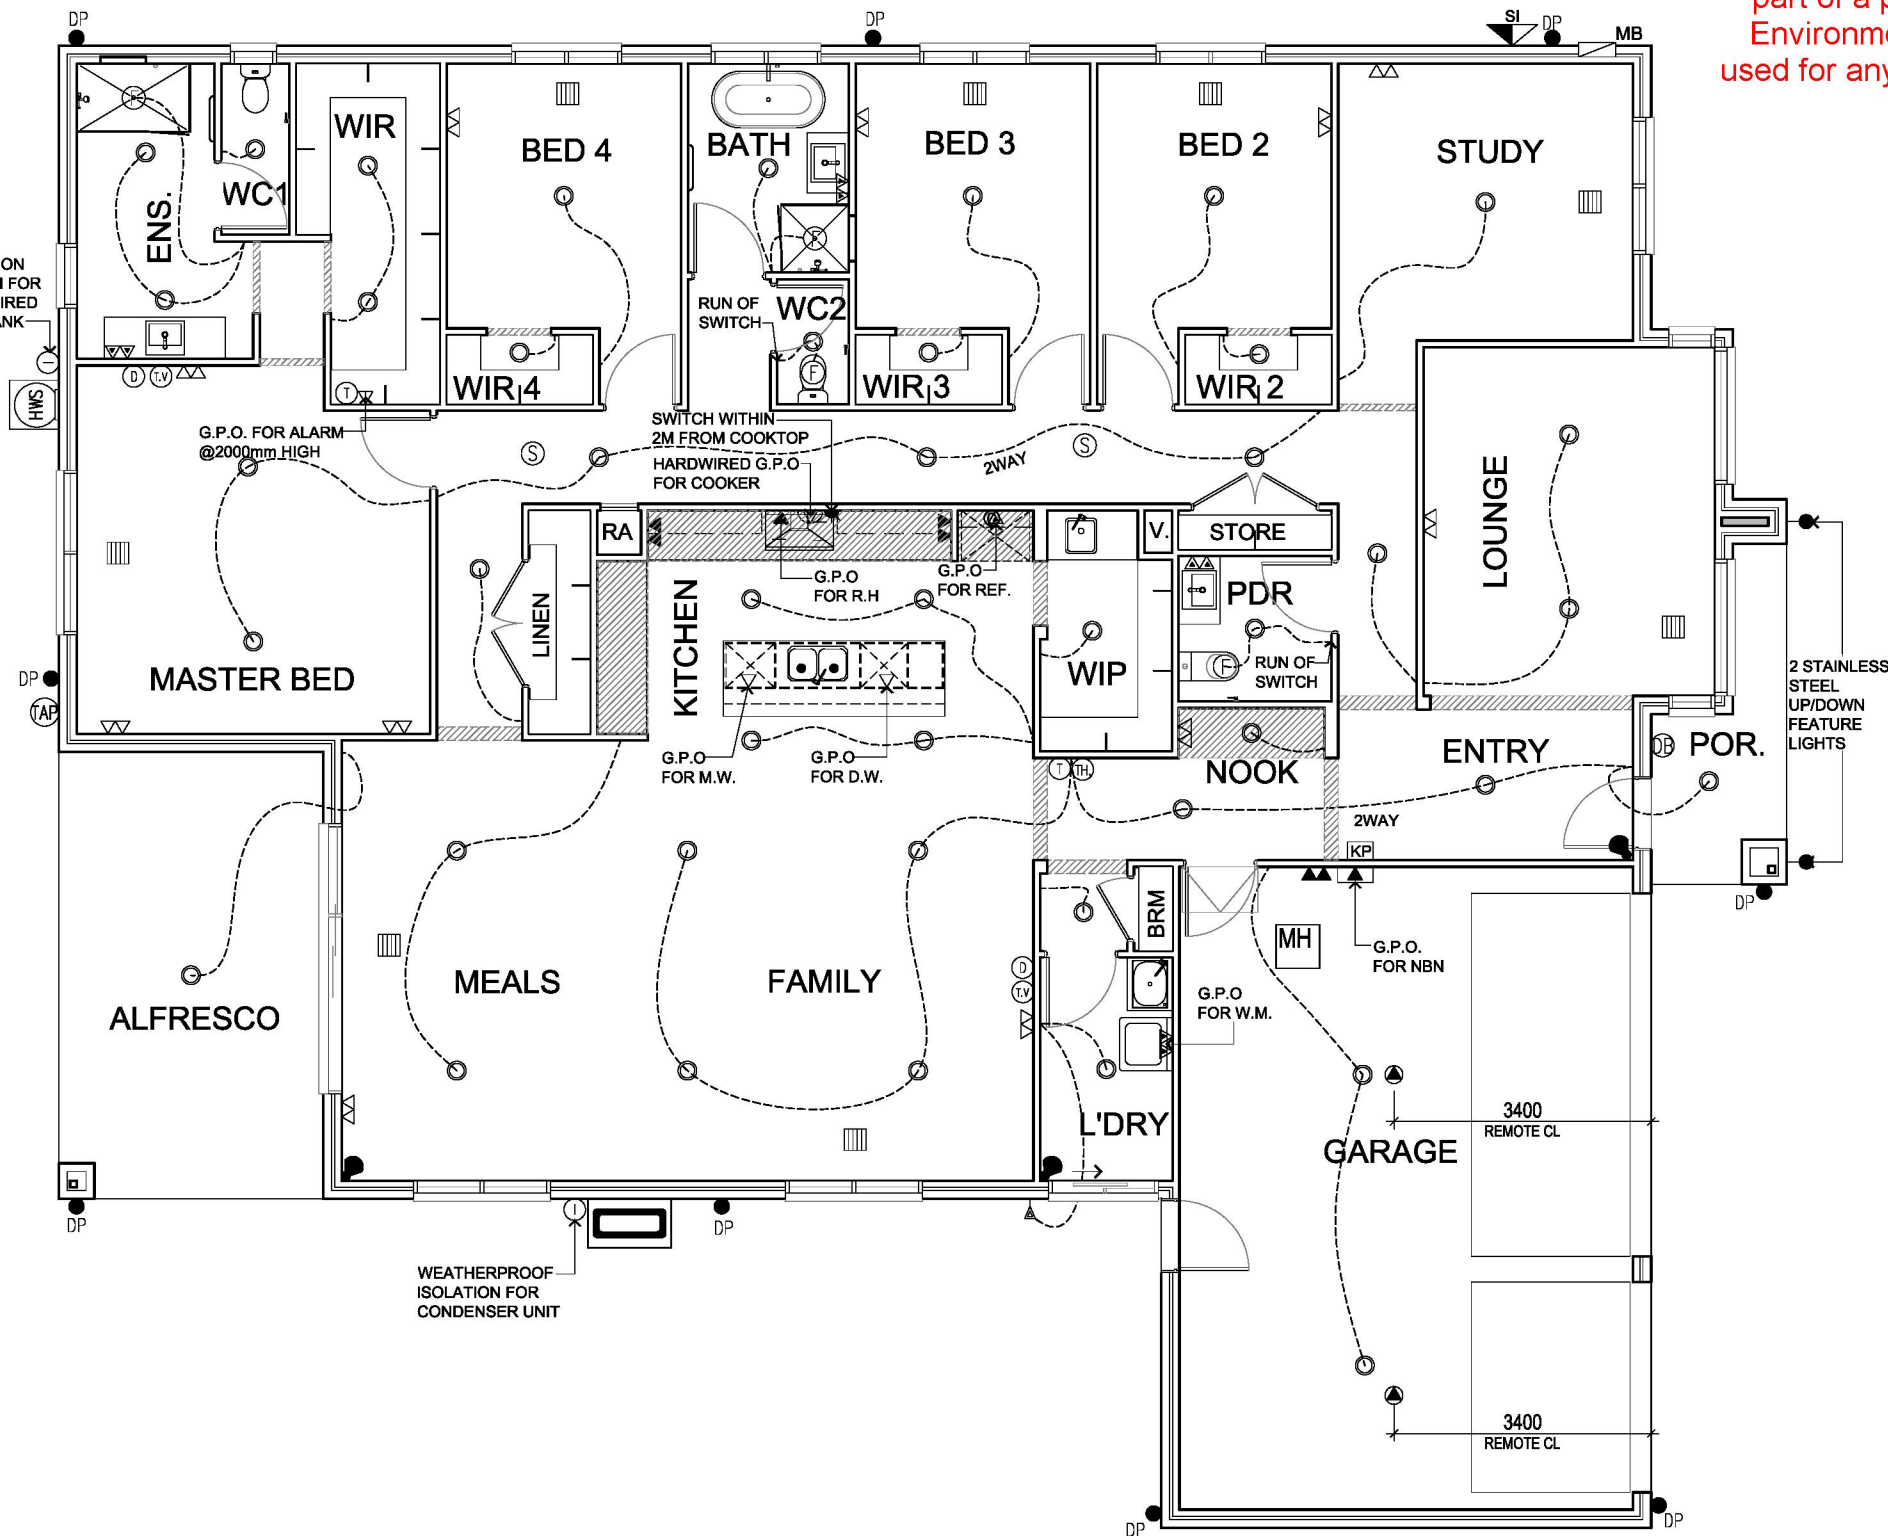 part of a p
Environme
used for any
DP
DP
SI
DP
MB
WIR
BED 4
BATH
BED 3
BED 2
STUDY
WC1
ENS.
F
F
ON
FOR
IRED
ANK
I
HWS
RUN OF
SWITCH
WC2
F
D
T.V
T
WIR 4
WIR 3
WIR 2
G.P.O. FOR ALARM
@2000mm HIGH
SWITCH WITHIN
2M FROM COOKTOP
HARDWIRED G.P.O
FOR COOKER
S
S
2WAY
LOUNGE
RA
V.
STORE
G.P.O
FOR R.H
G.P.O
FOR REF.
LINEN
KITCHEN
PDR
F
RUN OF
SWITCH
WIP
MASTER BED
DP
TAP
2 STAINLESS
STEEL
UP/DOWN
FEATURE
LIGHTS
G.P.O
FOR M.W.
G.P.O
FOR D.W.
T
TH.
NOOK
ENTRY
DB
POR.
2WAY
KP
DP
BRM
MH
G.P.O.
FOR NBN
MEALS
FAMILY
D
T.V
G.P.O
FOR W.M.
ALFRESCO
L'DRY
3400
REMOTE CL
GARAGE
DP
I
DP
WEATHERPROOF
ISOLATION FOR
CONDENSER UNIT
3400
REMOTE CL
DP
DP